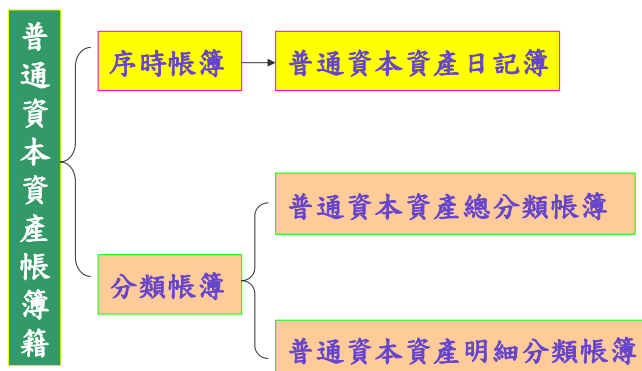 普通資本資產帳簿籍
序時帳簿
普通資本資產日記簿
分類帳簿
普通資本資產總分類帳簿
普通資本資產明細分類帳簿